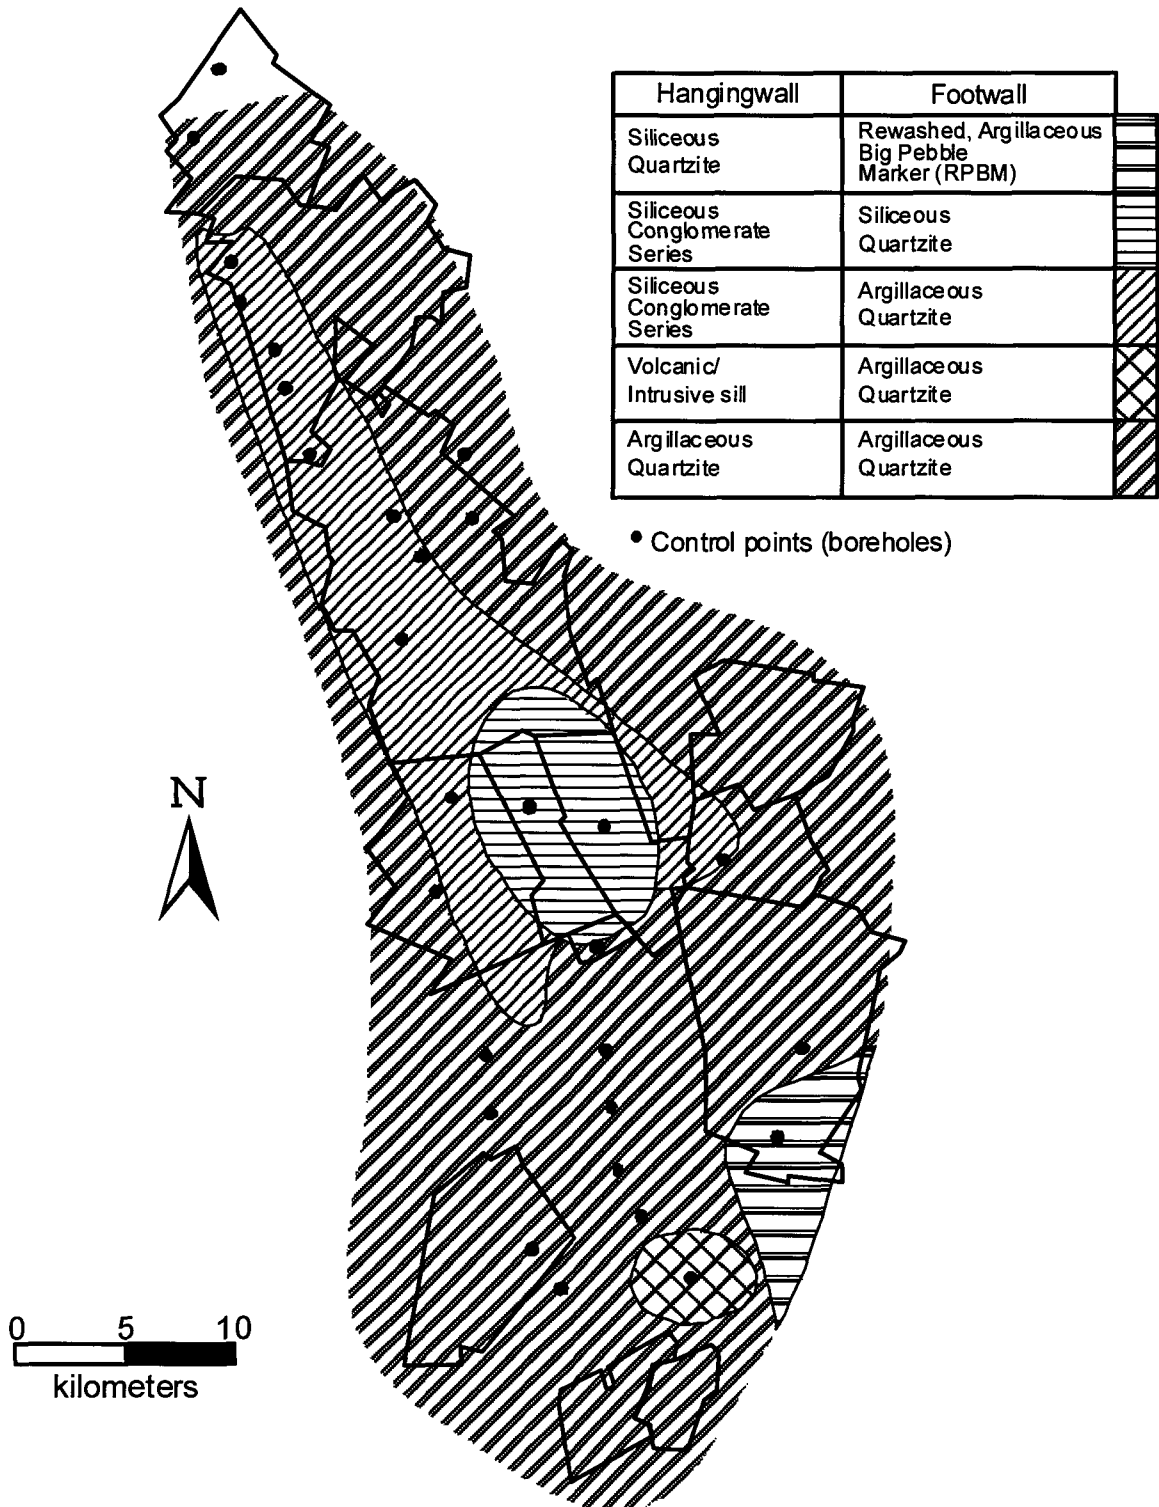 Hangingwall
Footwall
Siliceous
Quartzite
Rewashed, Argillaceous
Big Pebble
Marker (RPBM)
Siliceous
Conglomerate
Series
Siliceous
Quartzite
Siliceous
Conglomerate
Series
Argillaceous
Quartzite
Volcanic/
Intrusive sill
Argillaceous
Quartzite
Argillaceous
Quartzite
Argillaceous
Quartzite
Control points (boreholes)
N
0 5 10
kilometers